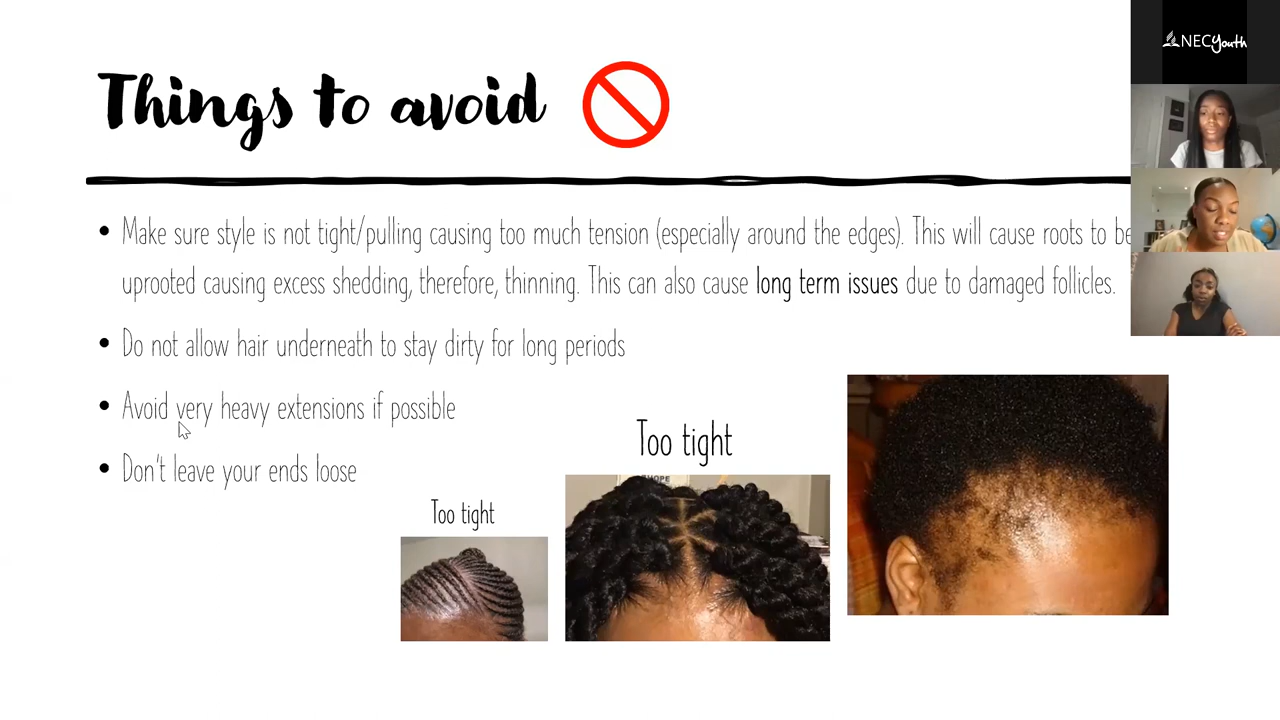 NECYouth
Things to avoid
• Make sure style is not tight/pulling causing too much tension (especially around the edges). This will cause roots to be
uprooted causing excess shedding, therefore, thinning. This can also cause long term issues due to damaged follicles.
• Do not allow hair underneath to stay dirty for long periods
• Avoid very heavy extensions if possible
• Don't leave your ends loose
Too tight
Too tight
HOPE